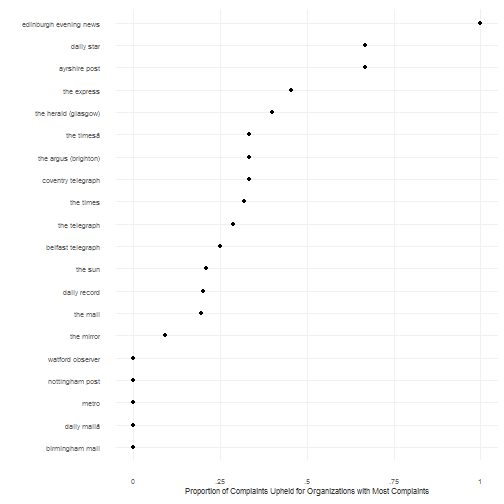 edinburgh evening news
daily star
ayrshire post
the express
the herald (glasgow)
the timesâ
the argus (brighton)
coventry telegraph
the times
the telegraph
belfast telegraph
the sun
daily record
the mail
the mirror
watford observer
nottingham post
metro
daily mailâ
birmingham mail
0 .25 .5 .75 1
Proportion of Complaints Upheld for Organizations with Most Complaints